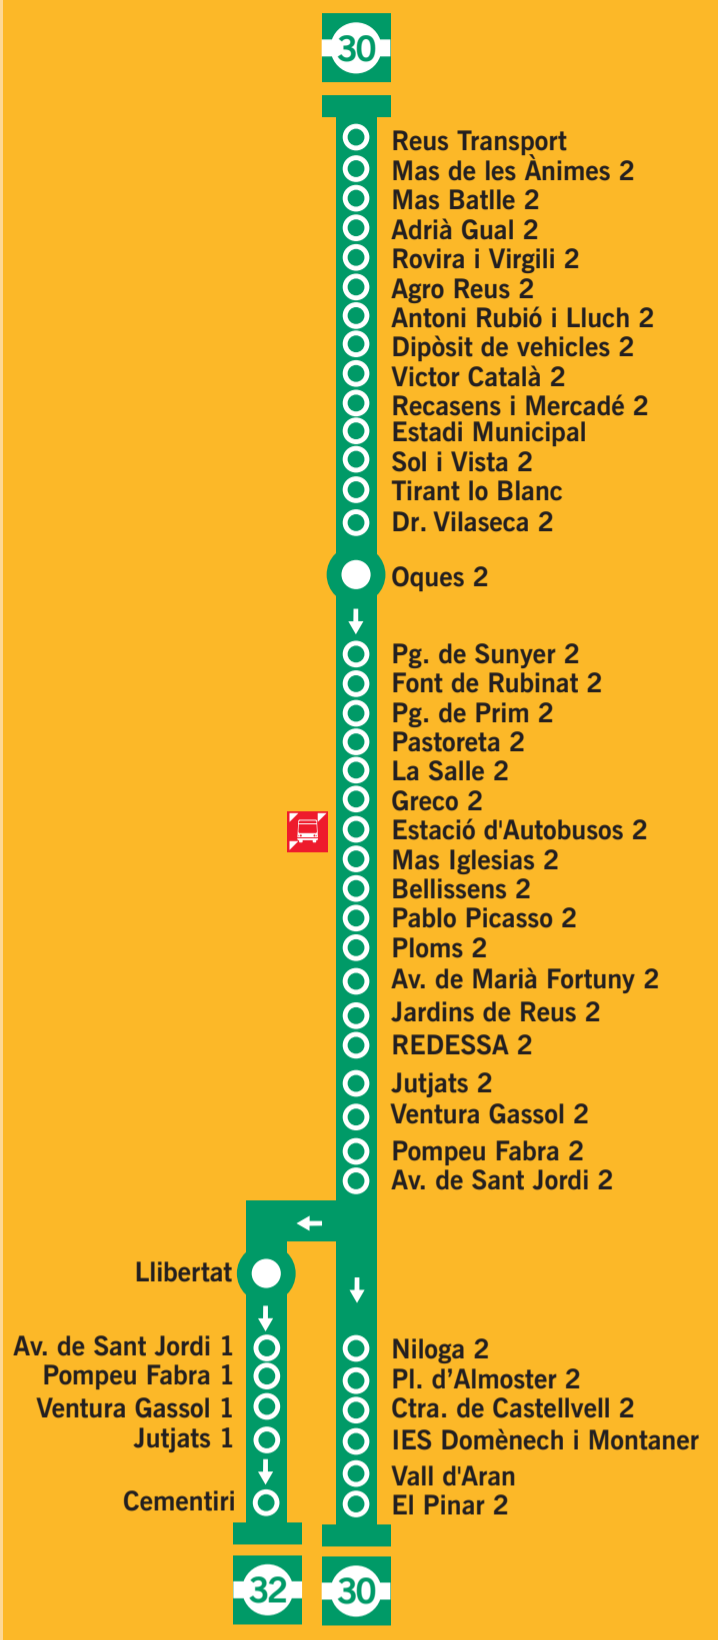 30
Reus Transport
Mas de les Ànimes 2
Mas Batlle 2
Adrià Gual 2
Rovira i Virgili 2
Agro Reus 2
Antoni Rubió i Lluch 2
Dipòsit de vehicles 2
Victor Català 2
Recasens i Mercadé 2
Estadi Municipal
Sol i Vista 2
Tirant lo Blanc
Dr. Vilaseca 2
Oques 2
Pg. de Sunyer 2
Font de Rubinat 2
Pg. de Prim 2
Pastoreta 2
La Salle 2
Greco 2
Estació d'Autobusos 2
Mas Iglesias 2
Bellissens 2
Pablo Picasso 2
Ploms 2
Av. de Marià Fortuny 2
Jardins de Reus 2
REDESSA 2
Jutjats 2
Ventura Gassol 2
Pompeu Fabra 2
Av. de Sant Jordi 2
Llibertat
Av. de Sant Jordi 1
Pompeu Fabra 1
Ventura Gassol 1
Jutjats 1
Cementiri
32
Niloga 2
Pl. d’Almoster 2
Ctra. de Castellvell 2
IES Domènech i Montaner
Vall d'Aran
El Pinar 2
30